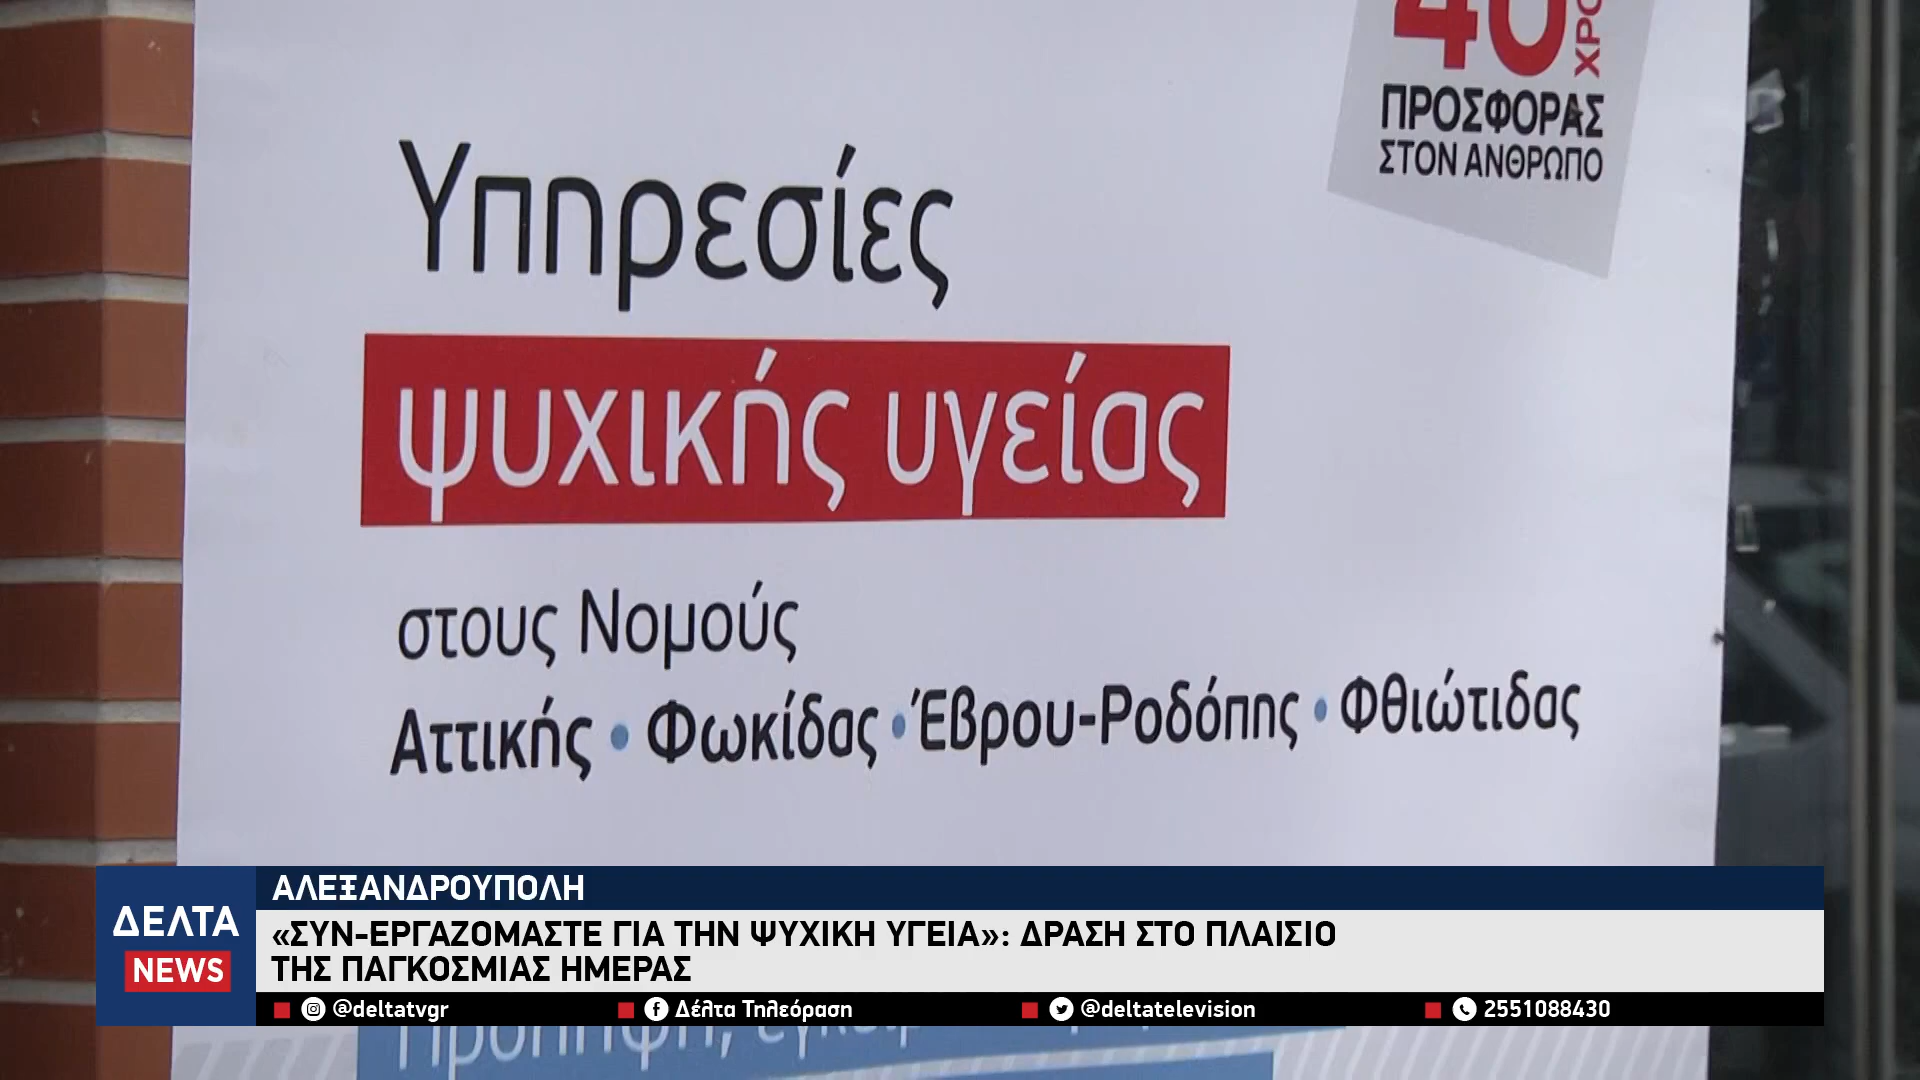 40
ΠΡΟΣΦΟΡΑΣ
ΣΤΟΝ ΑΝΘΡΩΠΟ
Υπηρεσίες
ψυχικής υγείας
στους Νομούς
Αττικής • Φωκίδας • Έβρου-Ροδόπης • Φθιώτιδας
ΔΕΛΤΑ
NEWS
ΑΛΕΞΑΝΔΡΟΥΠΟΛΗ
«ΣΥΝ-ΕΡΓΑΖΟΜΑΣΤΕ ΓΙΑ ΤΗΝ ΨΥΧΙΚΗ ΥΓΕΙΑ»: ΔΡΑΣΗ ΣΤΟ ΠΛΑΙΣΙΟ
ΤΗΣ ΠΑΓΚΟΣΜΙΑΣ ΗΜΕΡΑΣ
@deltatvgr Δέλτα Τηλεόραση @deltatelevision 2551088430